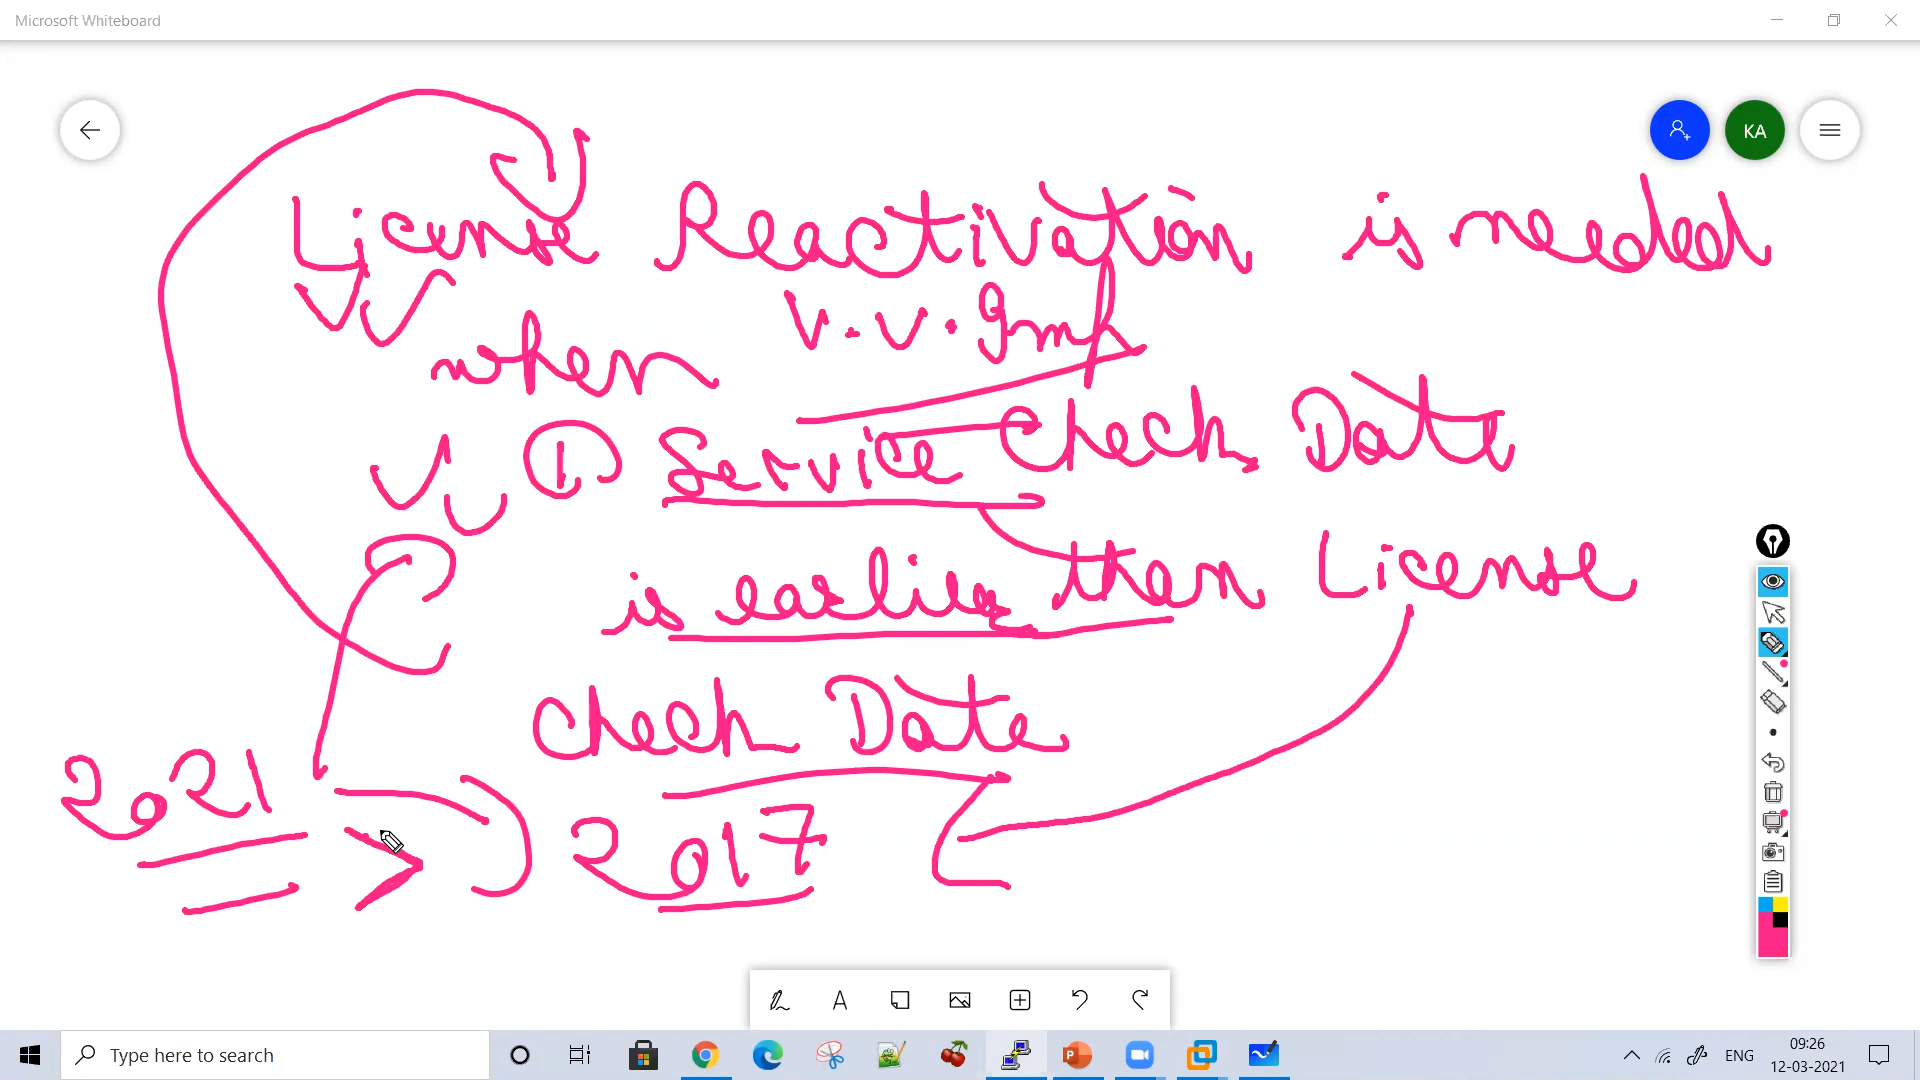 Microsoft Whiteboard
KA
License Reactivation is needed
when V.V.Imp
1. Service Check Date
is earlier than License
Check Date
2021 > 2017
Type here to search
ENG
09:26
12-03-2021